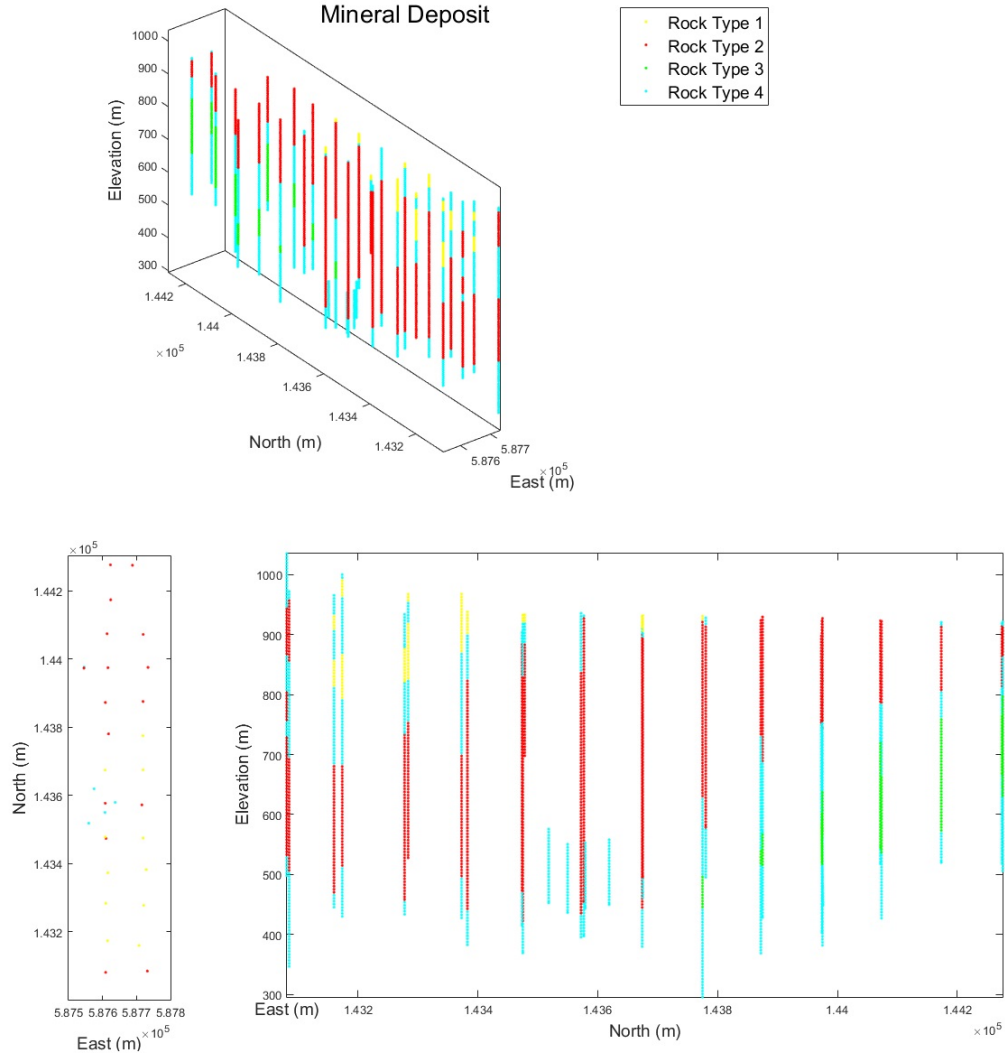 Mineral Deposit
Rock Type 1
Rock Type 2
Rock Type 3
Rock Type 4
1000
900
800
700
600
500
400
300
Elevation (m)
1.442
1.44
1.438
1.436
1.434
1.432
×10^5
North (m)
5.876
5.877
×10^5
East (m)
×10^5
1.442
1.44
1.438
1.436
1.434
1.432
North (m)
5.875 5.876 5.877 5.878
East (m) ×10^5
1000
900
800
700
600
500
400
300
Elevation (m)
East (m)
1.432 1.434 1.436 1.438 1.44 1.442
North (m)
×10^5